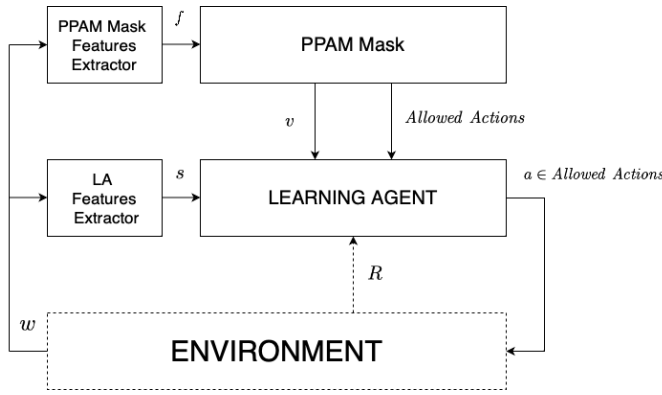 PPAM Mask
Features
Extractor
f
PPAM Mask
v
Allowed Actions
LA
Features
Extractor
s
LEARNING AGENT
a ∈ Allowed Actions
R
w
ENVIRONMENT